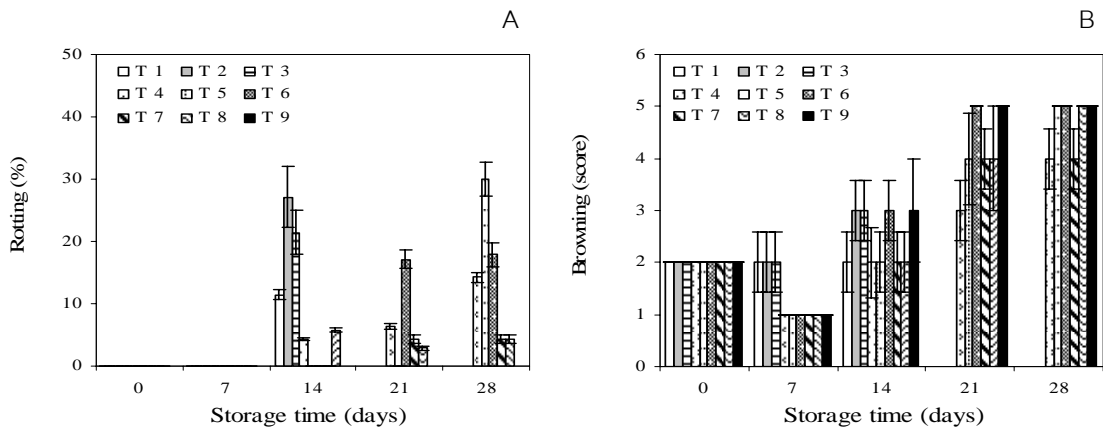 A
50
40
30
20
10
0
Rotting (%)
T 1 T 2 T 3
T 4 T 5 T 6
T 7 T 8 T 9
0 7 14 21 28
Storage time (days)
B
6
5
4
3
2
1
0
Browning (score)
T 1 T 2 T 3
T 4 T 5 T 6
T 7 T 8 T 9
0 7 14 21 28
Storage time (days)